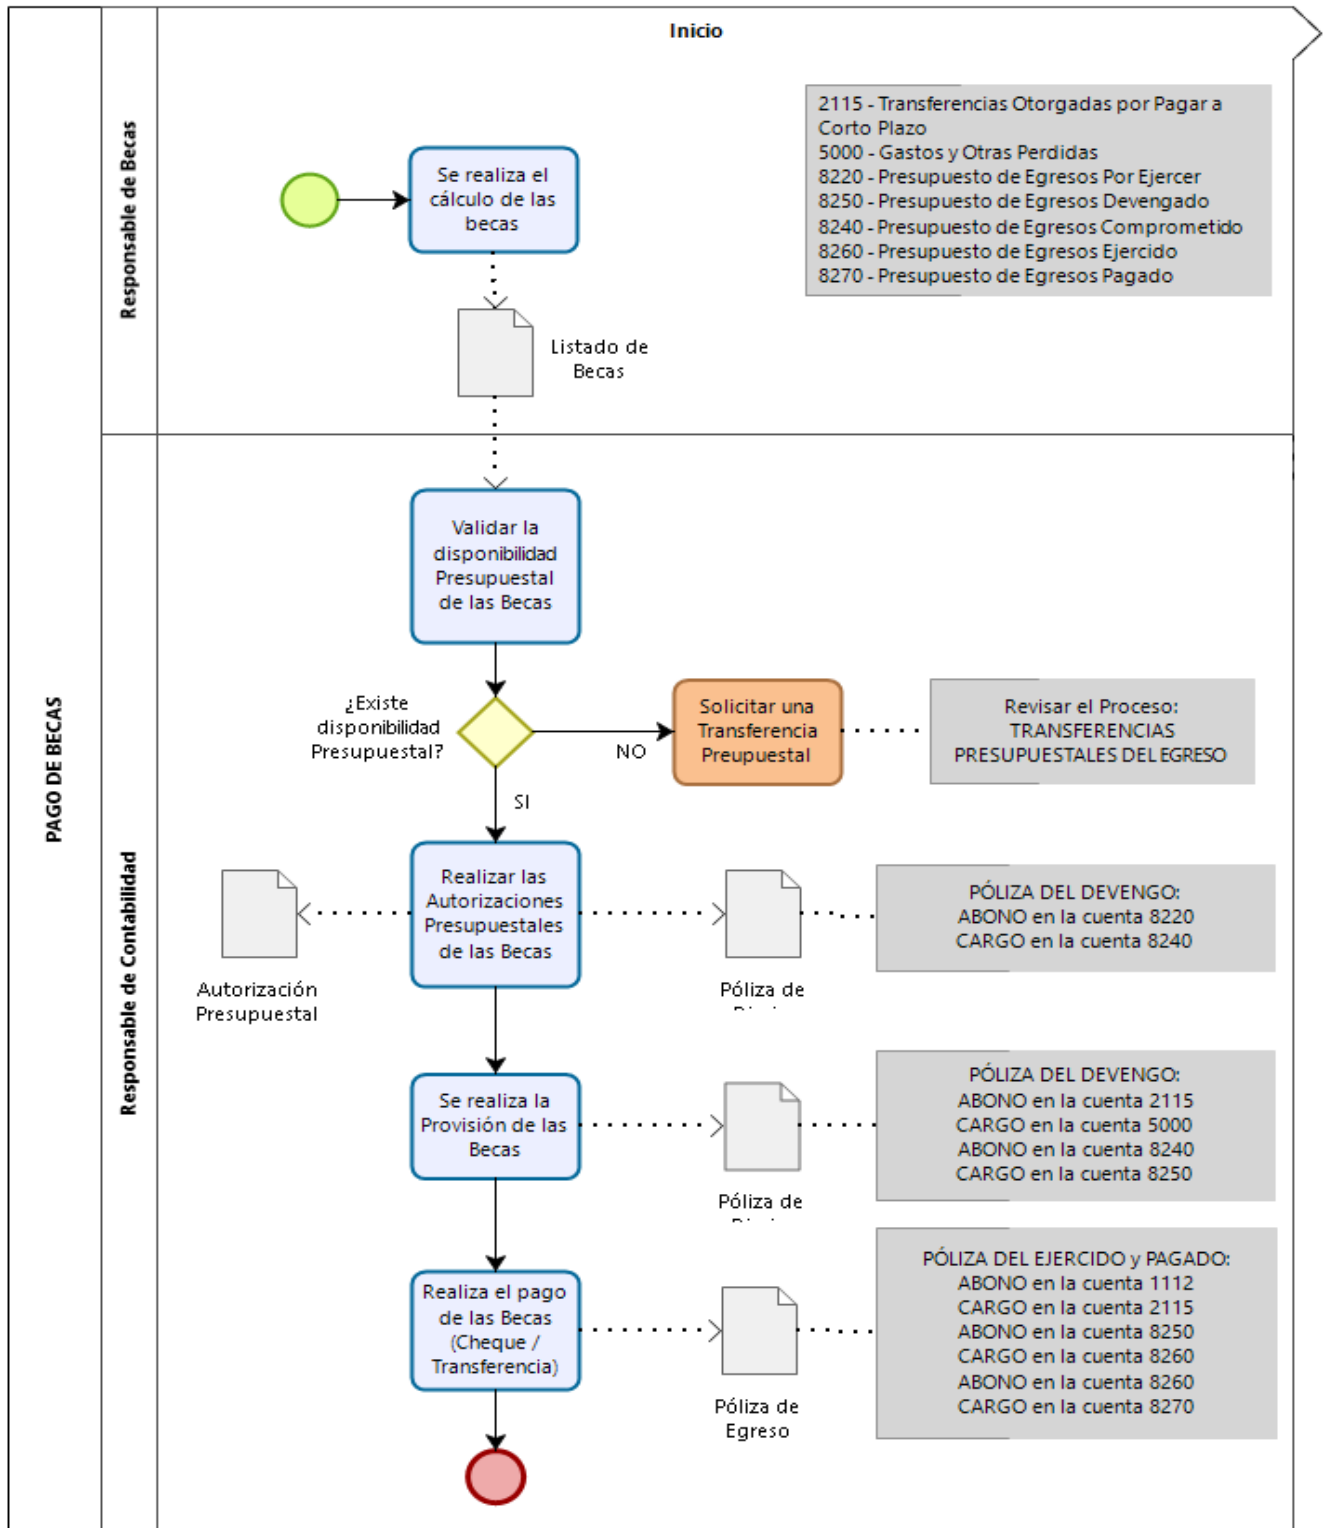 Inicio
PAGO DE BECAS
Responsable de Becas
2115 - Transferencias Otorgadas por Pagar a
Corto Plazo
5000 - Gastos y Otras Perdidas
8220 - Presupuesto de Egresos Por Ejercer
8250 - Presupuesto de Egresos Devengado
8240 - Presupuesto de Egresos Comprometido
8260 - Presupuesto de Egresos Ejercido
8270 - Presupuesto de Egresos Pagado
Se realiza el
cálculo de las
becas
Listado de
Becas
Responsable de Contabilidad
Validar la
disponibilidad
Presupuestal
de las Becas
¿Existe
disponibilidad
Presupuestal?
NO
SI
Solicitar una
Transferencia
Preupuestal
Revisar el Proceso:
TRANSFERENCIAS
PRESUPUESTALES DEL EGRESO
Realizar las
Autorizaciones
Presupuestales
de las Becas
Autorización
Presupuestal
Póliza de
PÓLIZA DEL DEVENGO:
ABONO en la cuenta 8220
CARGO en la cuenta 8240
Se realiza la
Provisión de las
Becas
Póliza de
PÓLIZA DEL DEVENGO:
ABONO en la cuenta 2115
CARGO en la cuenta 5000
ABONO en la cuenta 8240
CARGO en la cuenta 8250
Realiza el pago
de las Becas
(Cheque /
Transferencia)
Póliza de
Egreso
PÓLIZA DEL EJERCIDO y PAGADO:
ABONO en la cuenta 1112
CARGO en la cuenta 2115
ABONO en la cuenta 8250
CARGO en la cuenta 8260
ABONO en la cuenta 8260
CARGO en la cuenta 8270